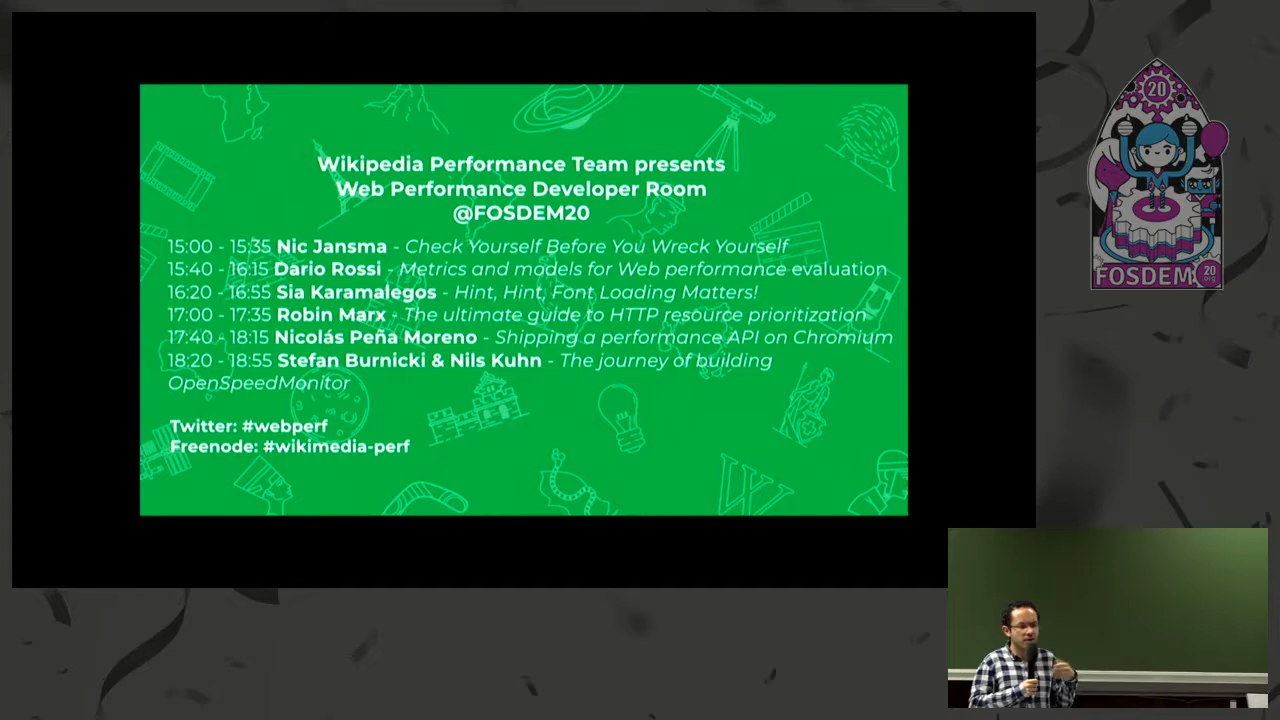 Wikipedia Performance Team presents
Web Performance Developer Room
@FOSDEM20
15:00 - 15:35 Nic Jansma - Check Yourself Before You Wreck Yourself
15:40 - 16:15 Dario Rossi - Metrics and models for Web performance evaluation
16:20 - 16:55 Sia Karamalegos - Hint, Hint, Font Loading Matters!
17:00 - 17:35 Robin Marx - The ultimate guide to HTTP resource prioritization
17:40 - 18:15 Nicolás Peña Moreno - Shipping a performance API on Chromium
18:20 - 18:55 Stefan Burnicki & Nils Kuhn - The journey of building
OpenSpeedMonitor
Twitter: #webperf
Freenode: #wikimedia-perf
20
FOSDEM
20
.org